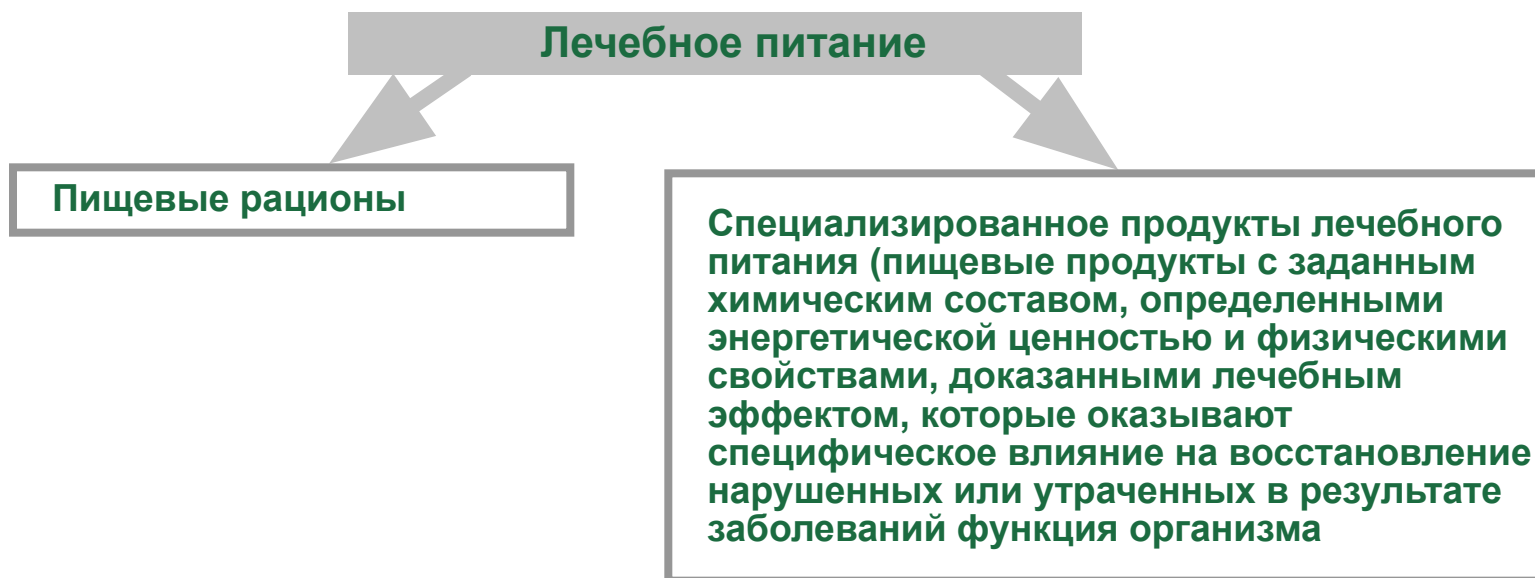 Лечебное питание
Пищевые рационы
Специализированное продукты лечебного
питания (пищевые продукты с заданным
химическим составом, определенными
энергетической ценностью и физическими
свойствами, доказанными лечебным
эффектом, которые оказывают
специфическое влияние на восстановление
нарушенных или утраченных в результате
заболеваний функция организма